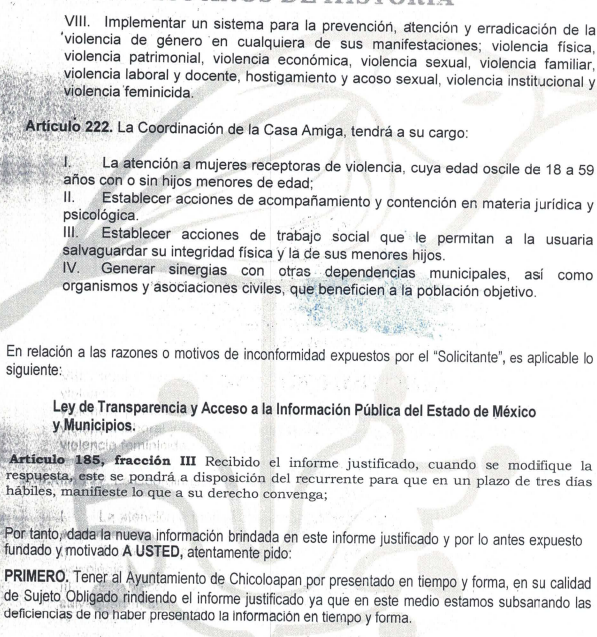 VIII. Implementar un sistema para la prevención, atención y erradicación de la
violencia de género en cualquiera de sus manifestaciones; violencia física,
violencia patrimonial, violencia económica, violencia sexual, violencia familiar,
violencia laboral y docente, hostigamiento y acoso sexual, violencia institucional y
violencia feminicida.
Artículo 222. La Coordinación de la Casa Amiga, tendrá a su cargo:
I. La atención a mujeres receptoras de violencia, cuya edad oscile de 18 a 59
años con o sin hijos menores de edad;
II. Establecer acciones de acompañamiento y contención en materia jurídica y
psicológica.
III. Establecer acciones de trabajo social que le permitan a la usuaria
salvaguardar su integridad física y la de sus menores hijos.
IV. Generar sinergias con otras dependencias municipales, así como
organismos y asociaciones civiles, que beneficien a la población objetivo.
En relación a las razones o motivos de inconformidad expuestos por el “Solicitante”, es aplicable lo
siguiente:
Ley de Transparencia y Acceso a la Información Pública del Estado de México
y Municipios.
Artículo 185, fracción III Recibido el informe justificado, cuando se modifique la
respuesta, este se pondrá a disposición del recurrente para que en un plazo de tres días
hábiles, manifieste lo que a su derecho convenga;
Por tanto, dada la nueva información brindada en este informe justificado y por lo antes expuesto
fundado y motivado A USTED, atentamente pido:
PRIMERO. Tener al Ayuntamiento de Chicoloapan por presentado en tiempo y forma, en su calidad
de Sujeto Obligado rindiendo el informe justificado ya que en este medio estamos subsanando las
deficiencias de no haber presentado la información en tiempo y forma.